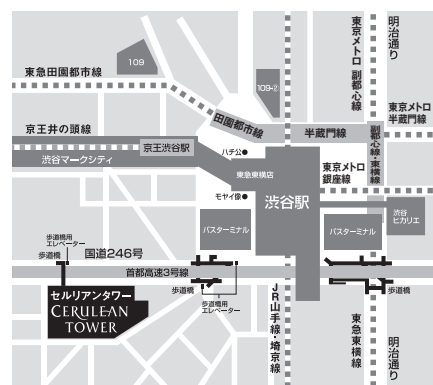 109
109-②
東急田園都市線
東京メトロ 副都心線
明治通り
田園都市線
半蔵門線
東京メトロ
半蔵門線
京王井の頭線
京王渋谷駅
渋谷マークシティ
ハチ公
東急東横店
モヤイ像
渋谷駅
副都心線・東横線
東京メトロ
銀座線
渋谷
ヒカリエ
バスターミナル
バスターミナル
歩道橋用
エレベーター
歩道橋
国道246号
首都高速3号線
セルリアンタワー
CERULEAN
TOWER
歩道橋
歩道橋用
エレベーター
歩道橋
JR山手線・埼京線
東急東横線
明治通り